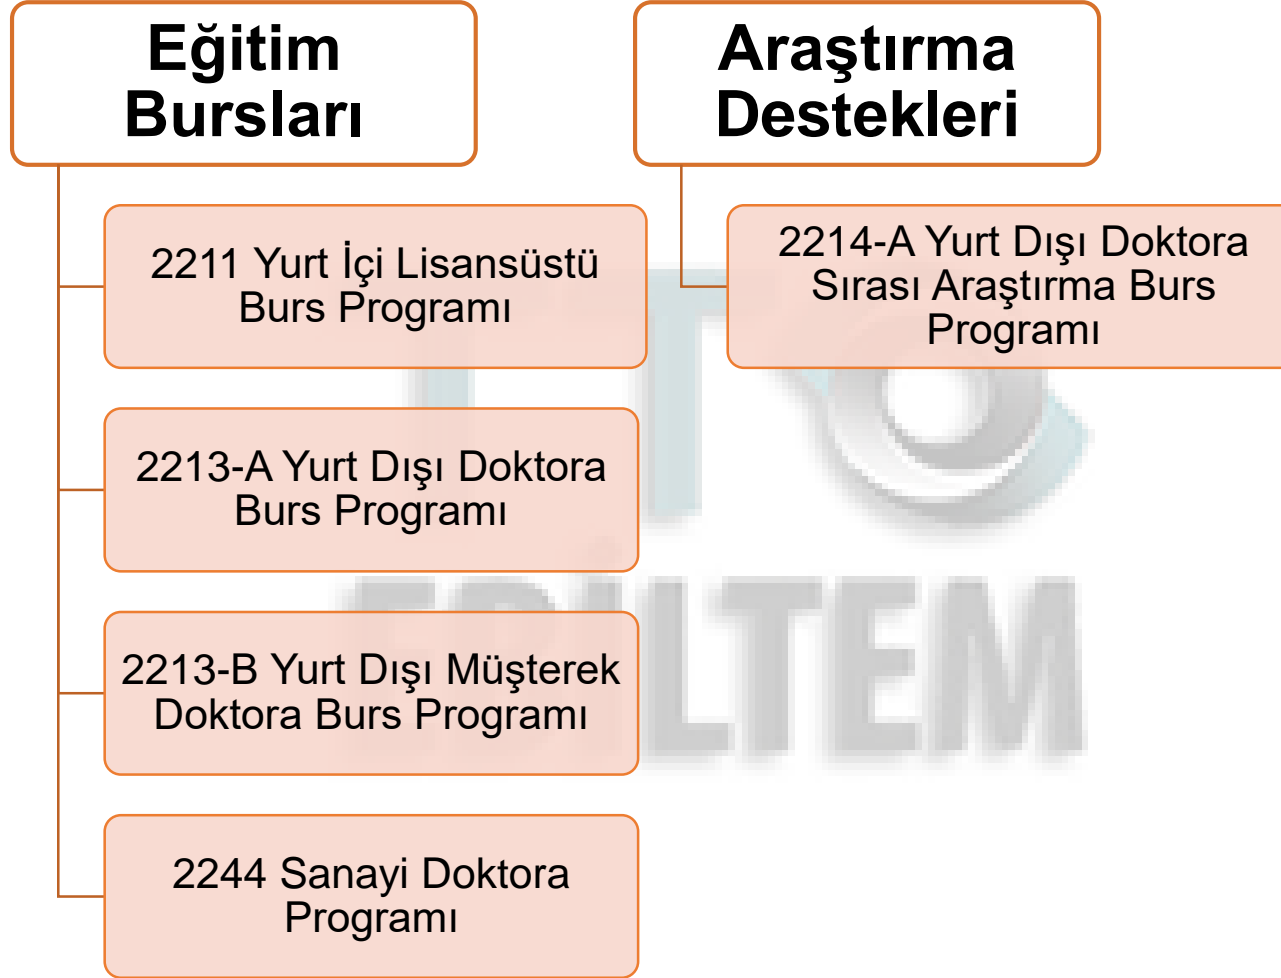 Eğitim
Bursları
2211 Yurt İçi Lisansüstü
Burs Programı
2213-A Yurt Dışı Doktora
Burs Programı
2213-B Yurt Dışı Müşterek
Doktora Burs Programı
2244 Sanayi Doktora
Programı
Araştırma
Destekleri
2214-A Yurt Dışı Doktora
Sırası Araştırma Burs
Programı